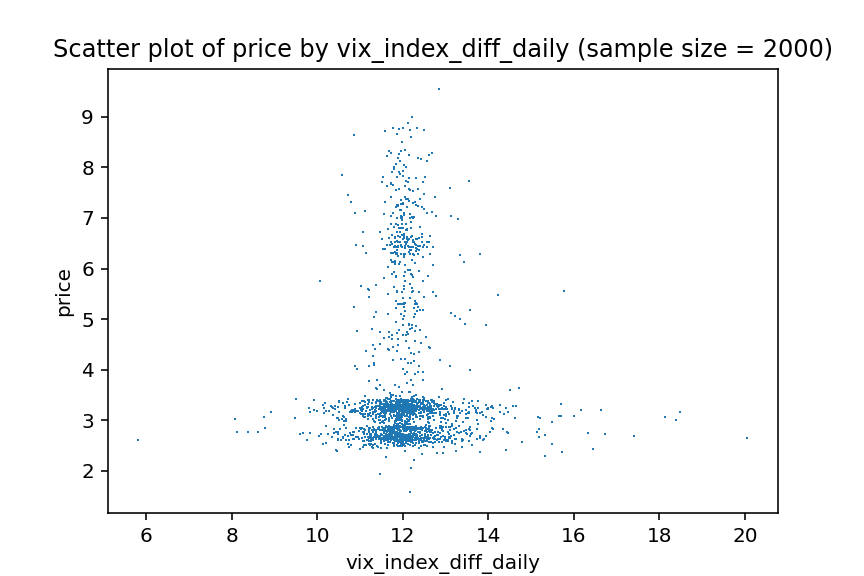 Scatter plot of price by vix_index_diff_daily (sample size = 2000)
9
8
7
6
5
4
3
2
price
6 8 10 12 14 16 18 20
vix_index_diff_daily